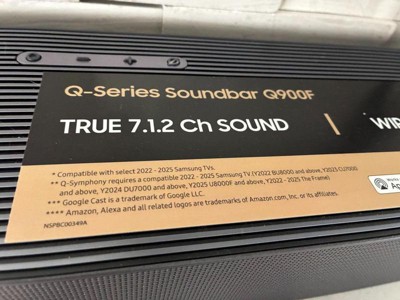 Q-Series Soundbar Q900F
TRUE 7.1.2 Ch SOUND | WIR
* Compatible with select 2022 - 2025 Samsung TVs.
** Q-Symphony requires a compatible 2022 - 2025 Samsung TV (Y2022 BU8000 and above, Y2023 CU7000
and above, Y2024 DU7000 and above, Y2025 U8000F and above, Y2022 - 2025 The Frame)
*** Google Cast is a trademark of Google LLC.
**** Amazon, Alexa and all related logos are trademarks of Amazon.com, Inc., or its affiliates.
NSPBC00349A